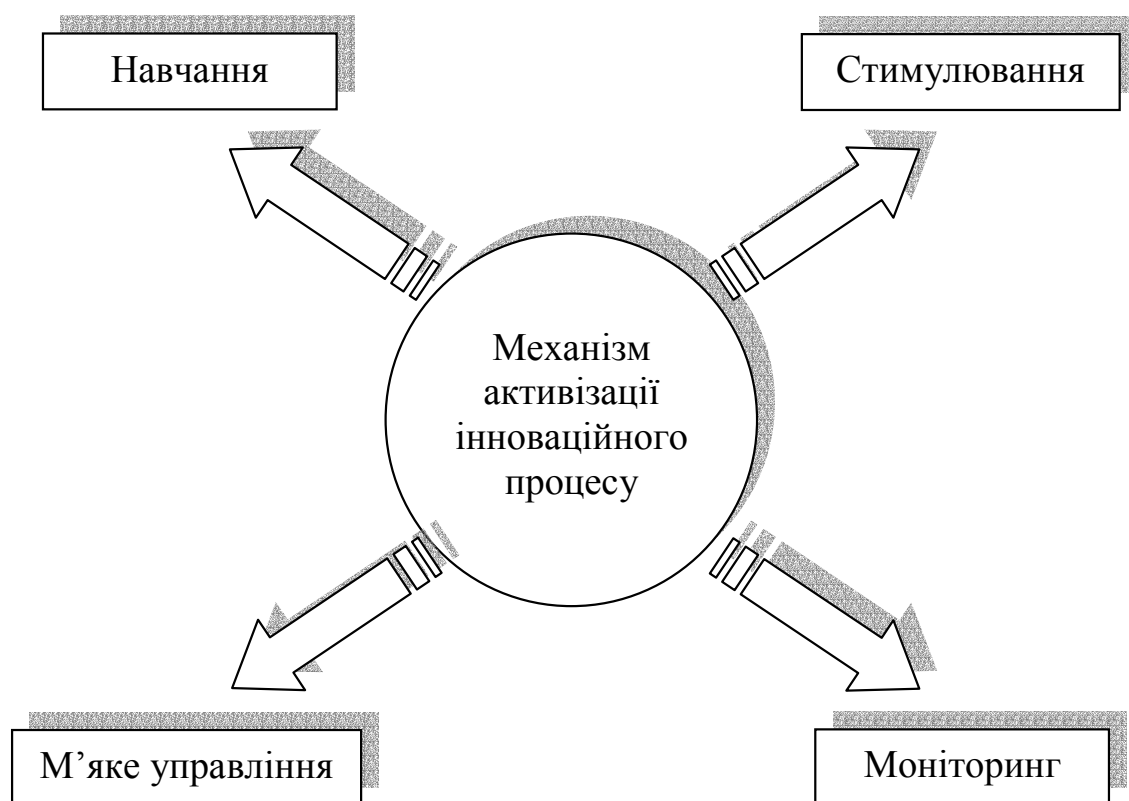 Навчання
Стимулювання
Механізм
активізації
інноваційного
процесу
М’яке управління
Моніторинг